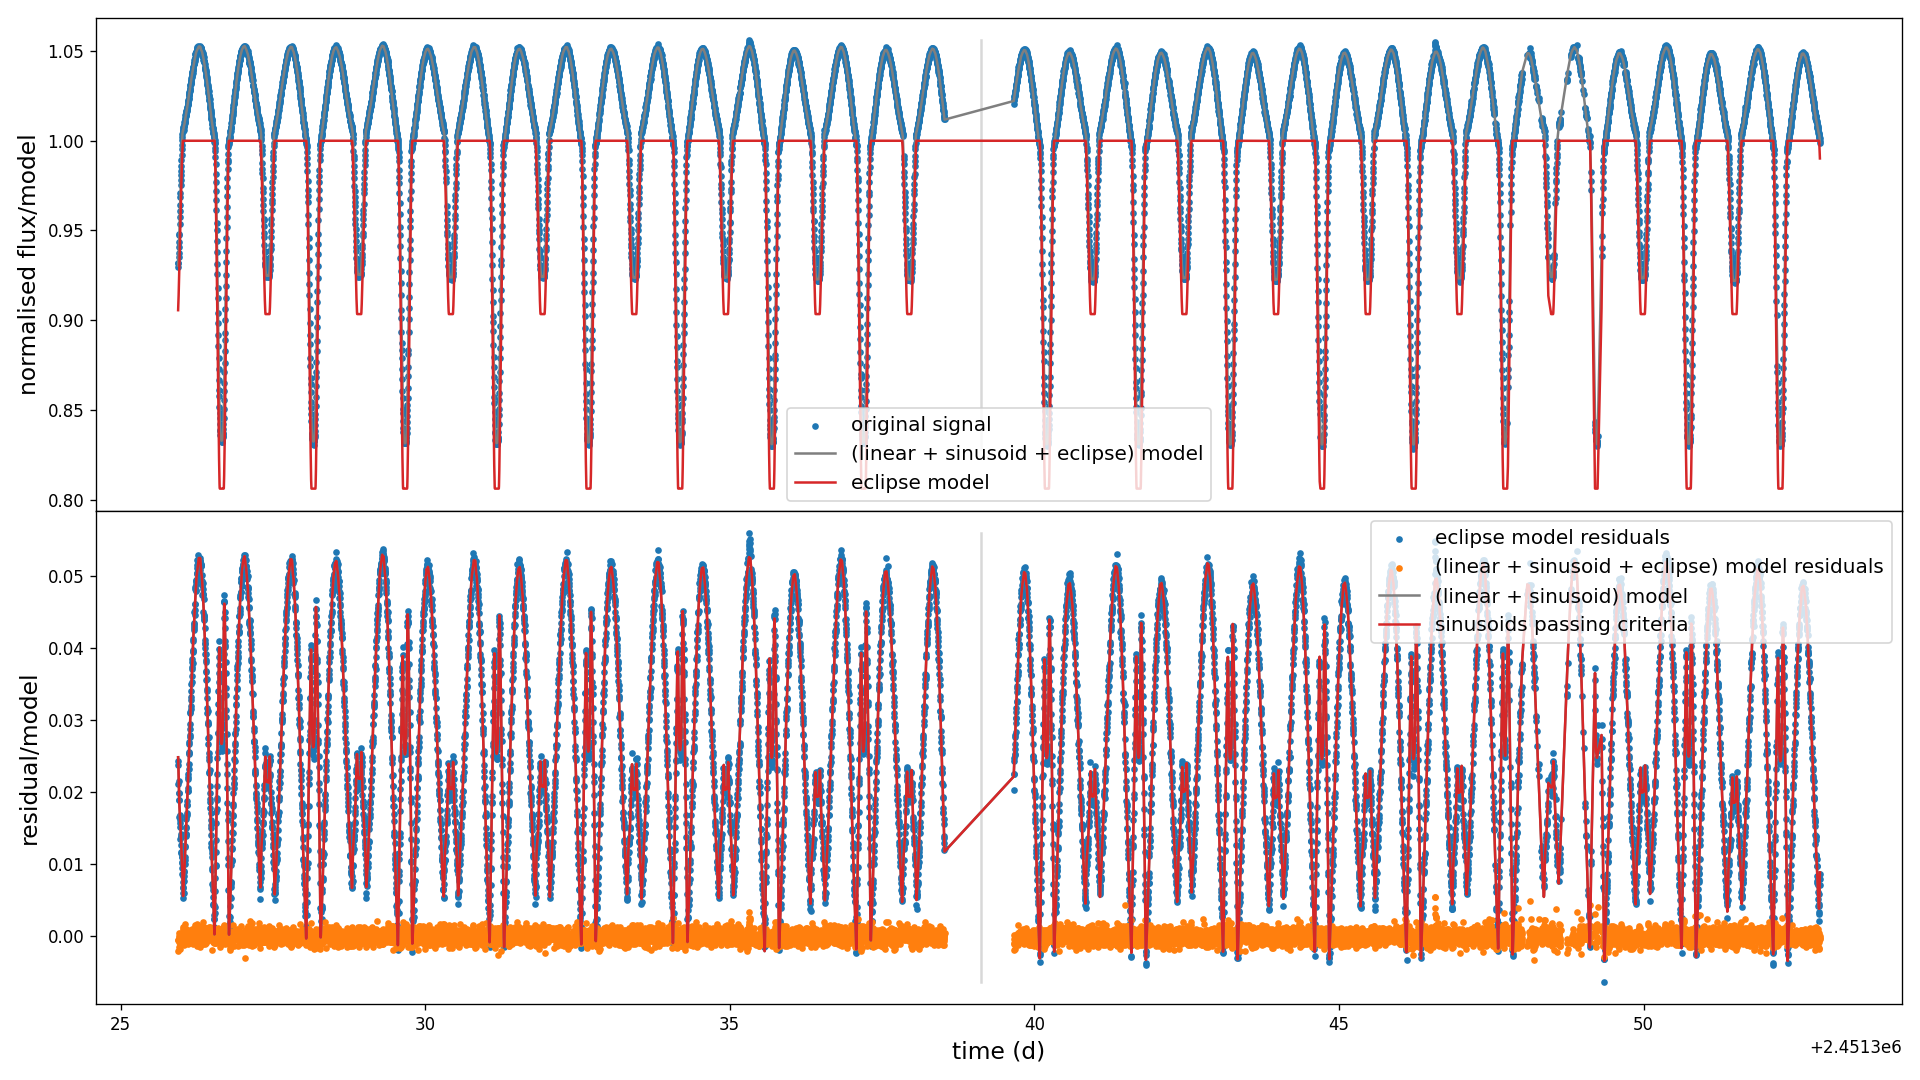 normalised flux/model
1.05
1.00
0.95
0.90
0.85
0.80
original signal
(linear + sinusoid + eclipse) model
eclipse model
residual/model
0.05
0.04
0.03
0.02
0.01
0.00
eclipse model residuals
(linear + sinusoid + eclipse) model residuals
(linear + sinusoid) model
sinusoids passing criteria
25 30 35 40 45 50
time (d)
+2.4513e6